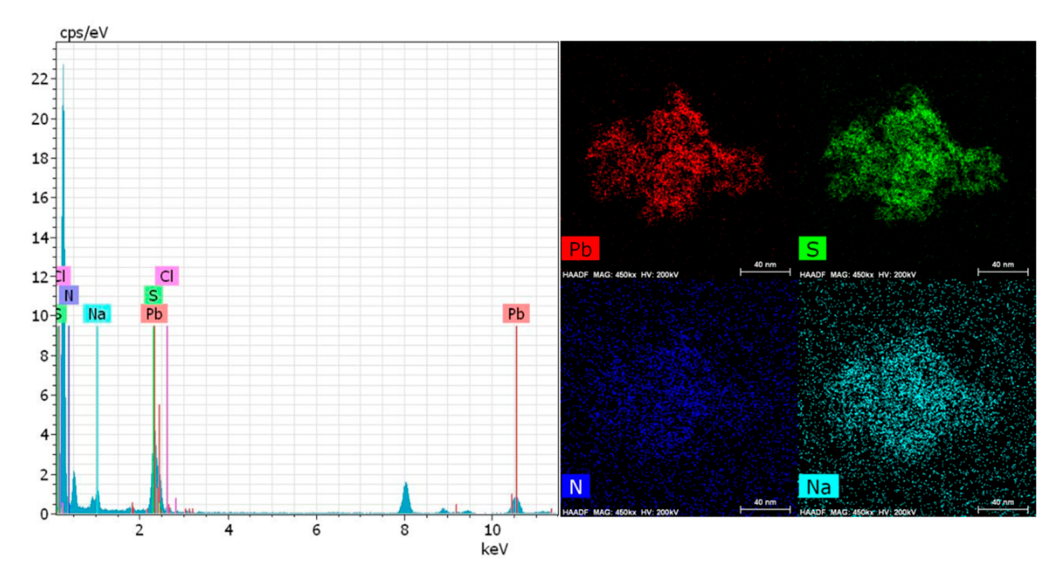 cps/eV
22
20
18
16
14
12
10
8
6
4
2
0
Cl
Cl
N
S
S
Na
Pb
Pb
2
4
6
8
10
keV
Pb
HAADF MAG: 450kx HV: 200kV
40 nm
S
HAADF MAG: 450kx HV: 200kV
40 nm
N
HAADF MAG: 450kx HV: 200kV
40 nm
Na
HAADF MAG: 450kx HV: 200kV
40 nm